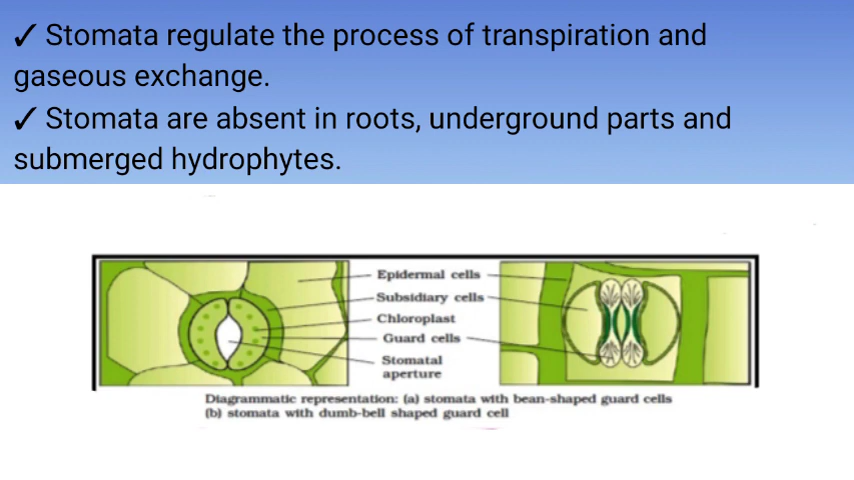 ✓ Stomata regulate the process of transpiration and
gaseous exchange.
✓ Stomata are absent in roots, underground parts and
submerged hydrophytes.
Epidermal cells
Subsidiary cells
Chloroplast
Guard cells
Stomatal
aperture
Diagrammatic representation: (a) stomata with bean-shaped guard cells
(b) stomata with dumb-bell shaped guard cell